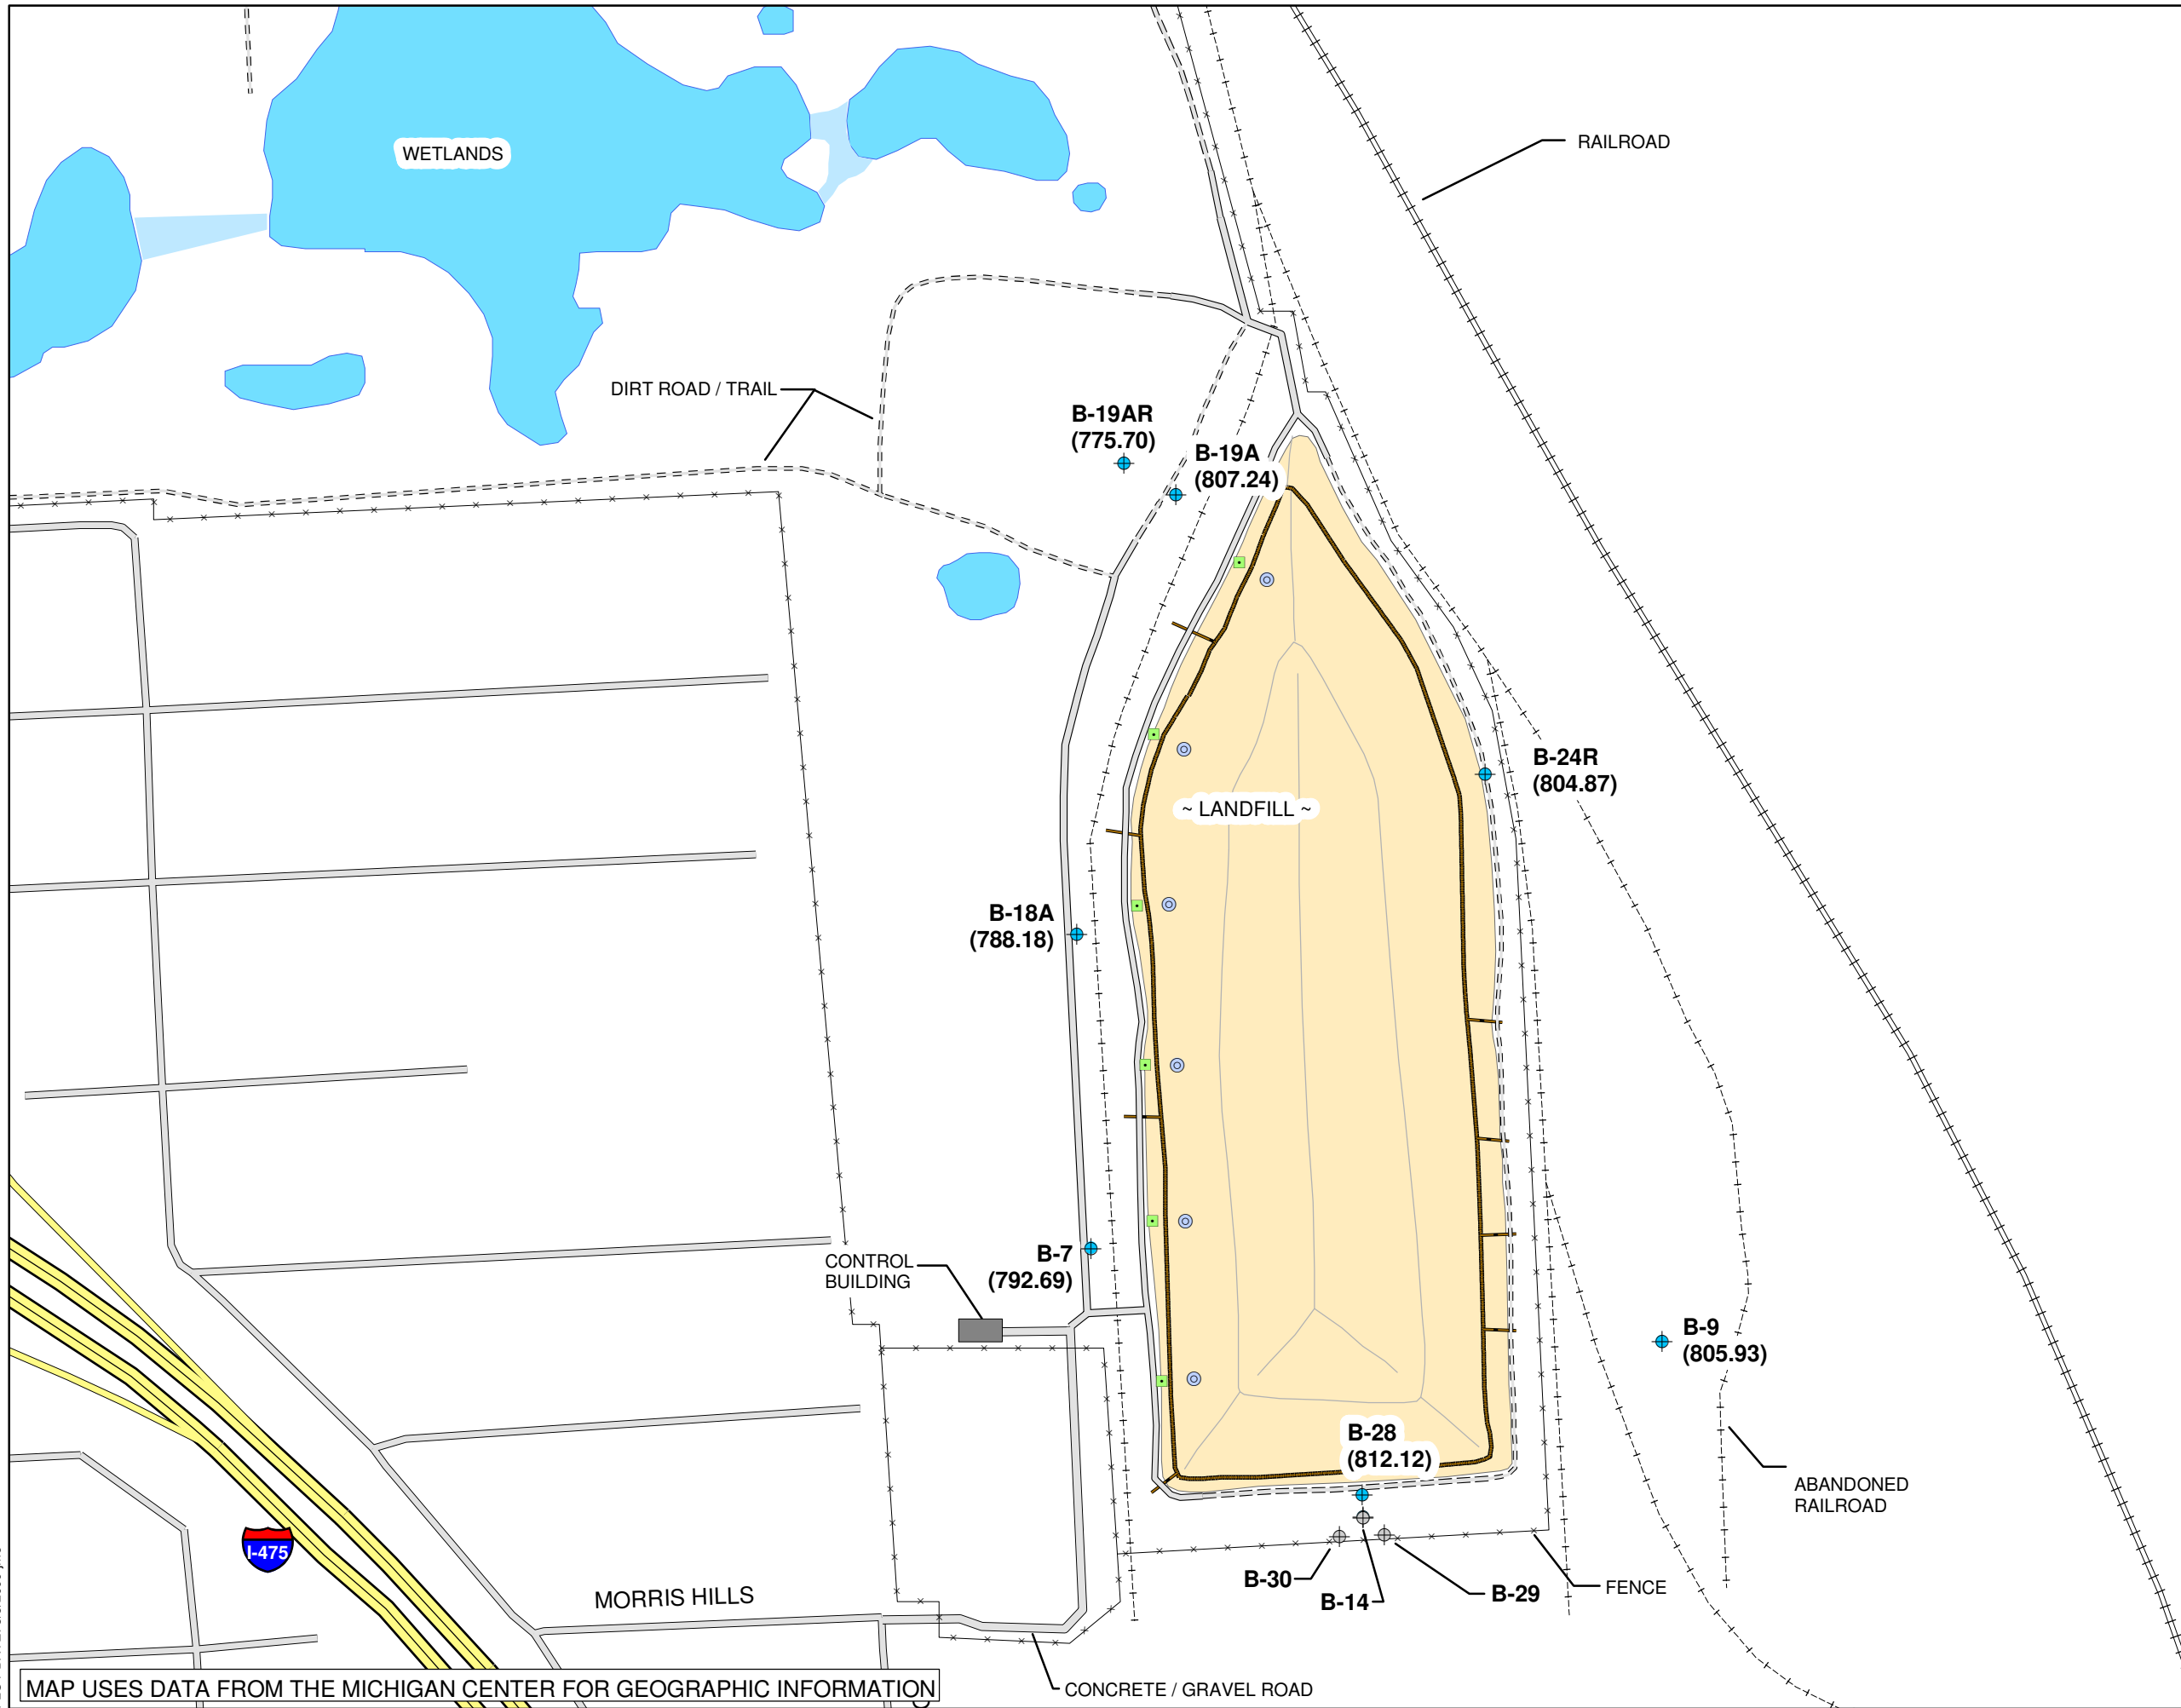 RAILROAD
WETLANDS
DIRT ROAD / TRAIL
B-19AR
(775.70)
B-19A
(807.24)
B-24R
(804.87)
~ LANDFILL ~
B-18A
(788.18)
B-7
(792.69)
CONTROL
BUILDING
B-9
(805.93)
B-28
(812.12)
ABANDONED
RAILROAD
I-475
B-30
B-14
B-29
FENCE
MORRIS HILLS
MAP USES DATA FROM THE MICHIGAN CENTER FOR GEOGRAPHIC INFORMATION
CONCRETE / GRAVEL ROAD